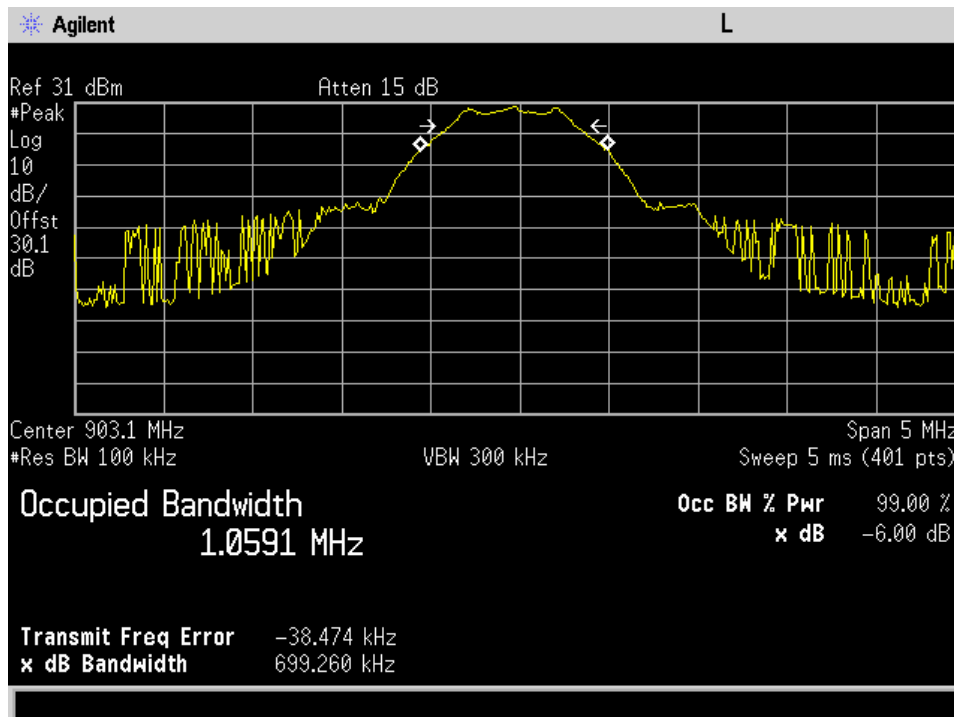 Agilent L
Ref 31 dBm Atten 15 dB
#Peak
Log
10
dB/
Offst
30.1
dB
Center 903.1 MHz Span 5 MHz
#Res BW 100 kHz VBW 300 kHz Sweep 5 ms (401 pts)
Occupied Bandwidth
1.0591 MHz
Occ BW % Pwr 99.00 %
x dB -6.00 dB
Transmit Freq Error -38.474 kHz
x dB Bandwidth 699.260 kHz